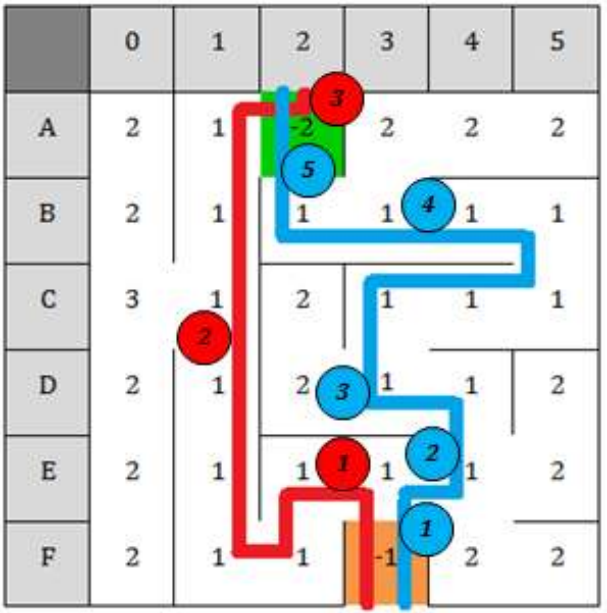 0 1 2 3 4 5
3
A 2 1 -2 2 2 2
5
B 2 1 1 1 4 1 1
C 3 1 2 1 1 1
2
D 2 1 2 3 1 1 2
E 2 1 1 1 1 2 1 2
1
F 2 1 1 -1 2 2